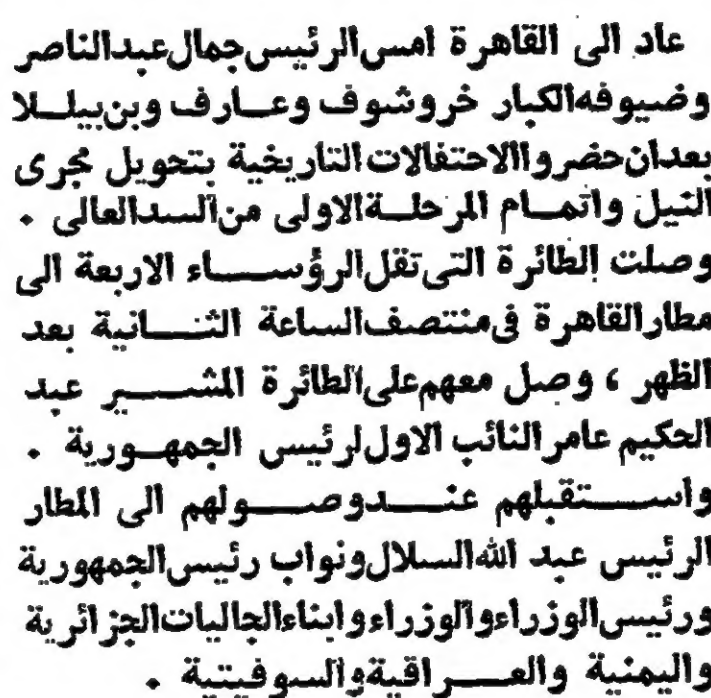 عاد الى القاهرة امس الرئيس جمال عبدالناصر
وضيوفه الكبار خروشوف وعارف وبن بيللا
بعد ان حضروا الاحتفالات التاريخية بتحويل مجرى
النيل واتمام المرحلة الاولى من السد العالى .
وصلت الطائرة التى تقل الرؤساء الاربعة الى
مطار القاهرة فى منتصف الساعة الثانية بعد
الظهر ، وصل معهم على الطائرة المشير عبد
الحكيم عامر النائب الاول لرئيس الجمهورية .
واستقبلهم عند وصولهم الى المطار
الرئيس عبد الله السلال ونواب رئيس الجمهورية
ورئيس الوزراء والوزراء وابناء الجاليات الجزائرية
واليمنية والعراقية والسوفيتية .